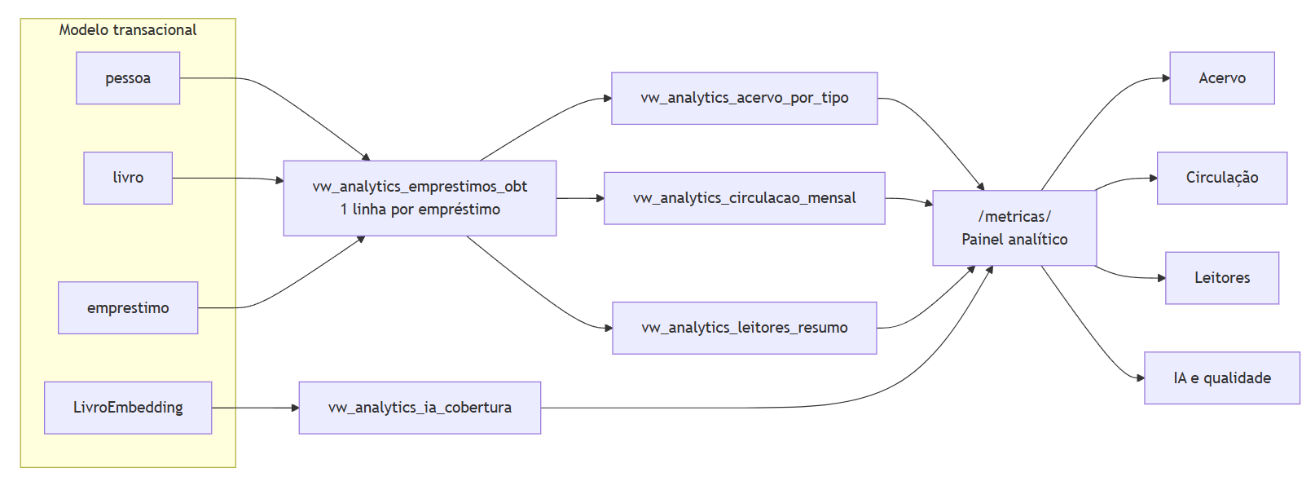 Modelo transacional
pessoa
livro
emprestimo
LivroEmbedding
vw_analytics_emprestimos_obt
1 linha por empréstimo
vw_analytics_ia_cobertura
vw_analytics_acervo_por_tipo
vw_analytics_circulacao_mensal
vw_analytics_leitores_resumo
/metricas/
Painel analítico
Acervo
Circulação
Leitores
IA e qualidade